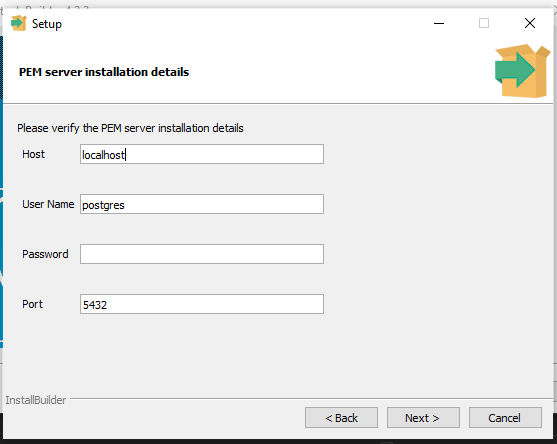 Setup
PEM server installation details
Please verify the PEM server installation details
Host localhost
User Name postgres
Password
Port 5432
InstallBuilder
< Back Next > Cancel